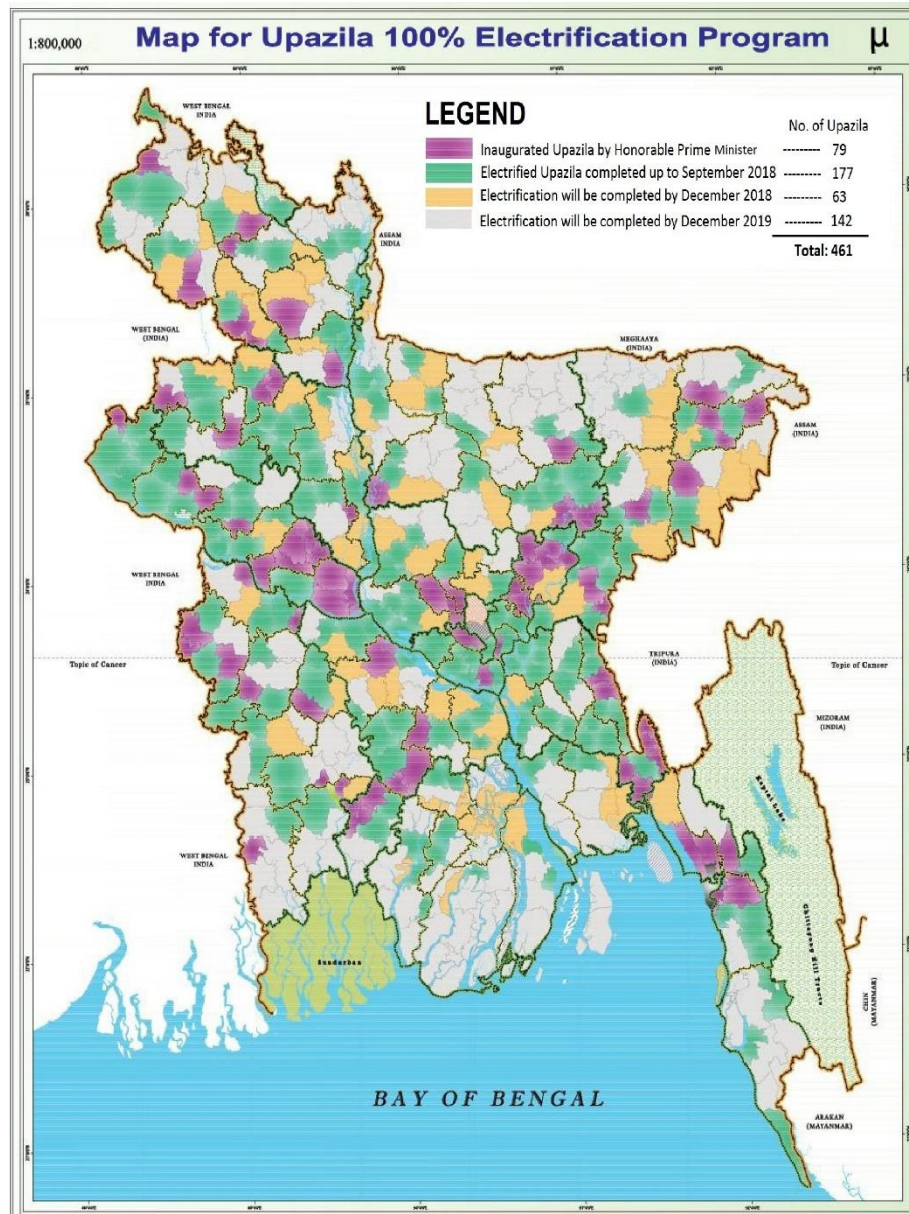 1:800,000
Map for Upazila 100% Electrification Program
µ
LEGEND
No. of Upazila
Inaugurated Upazila by Honorable Prime Minister --------- 79
Electrified Upazila completed up to September 2018 --------- 177
Electrification will be completed by December 2018 --------- 63
Electrification will be completed by December 2019 --------- 142
Total: 461
WEST BENGAL
INDIA
ASSAM
INDIA
WEST BENGAL
(INDIA)
MEGHAAYA
(INDIA)
ASSAM
(INDIA)
WEST BENGAL
INDIA
Topic of Cancer
TRIPURA
(INDIA)
Topic of Cancer
MIZORAM
(INDIA)
Kaptai Lake
WEST BENGAL
INDIA
Chittagong Hill Tracts
Sundarban
CHIN
(MAYANMAR)
BAY OF BENGAL
ARAKAN
(MAYANMAR)